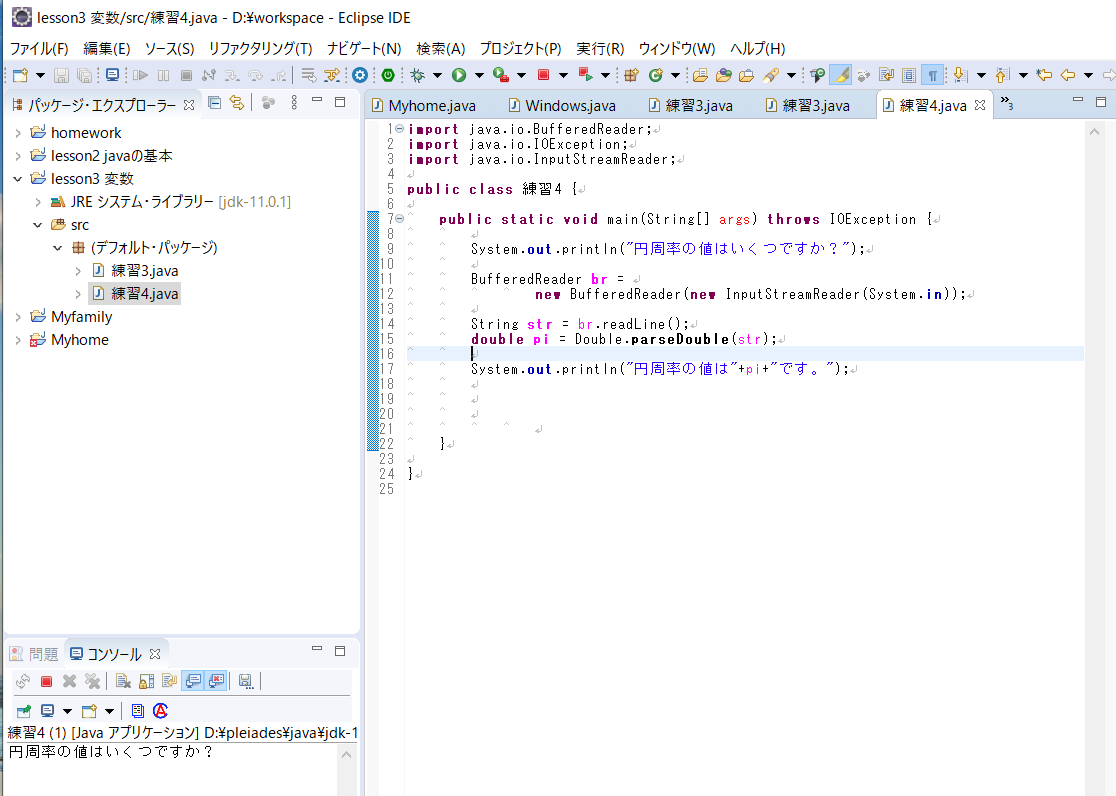 lesson3 変数/src/練習4.java - D:¥workspace - Eclipse IDE
ファイル(F) 編集(E) ソース(S) リファクタリング(T) ナビゲート(N) 検索(A) プロジェクト(P) 実行(R) ウィンドウ(W) ヘルプ(H)
パッケージ・エクスプローラー
homework
lesson2 javaの基本
lesson3 変数
JRE システム・ライブラリー [jdk-11.0.1]
src
(デフォルト・パッケージ)
練習3.java
練習4.java
Myfamily
Myhome
Myhome.java Windows.java 練習3.java 練習3.java 練習4.java »3
1 import java.io.BufferedReader;
2 import java.io.IOException;
3 import java.io.InputStreamReader;
4
5 public class 練習4 {
6
7 public static void main(String[] args) throws IOException {
8
9 System.out.println("円周率の値はいくつですか？");
10
11 BufferedReader br =
12 new BufferedReader(new InputStreamReader(System.in));
13
14 String str = br.readLine();
15 double pi = Double.parseDouble(str);
16
17 System.out.println("円周率の値は"+pi+"です。");
18
19
20
21
22 }
23
24 }
25
問題 コンソール
練習4 (1) [Java アプリケーション] D:¥pleiades¥java¥jdk-1
円周率の値はいくつですか？